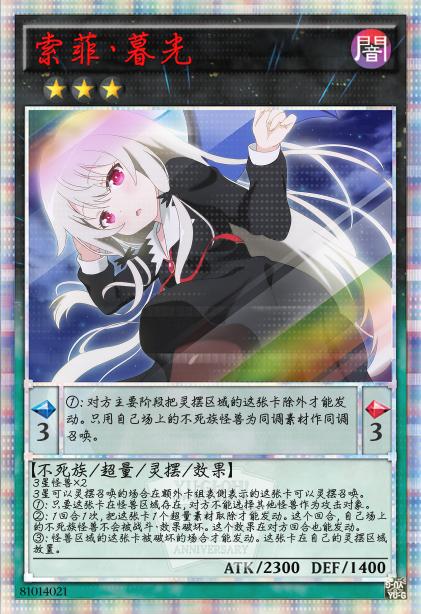 索菲·暮光
闇
①：对方主要阶段把灵摆区域的这张卡除外才能发
动。只用自己场上的不死族怪兽为同调素材作同调
召唤。
3
3
【不死族/超量/灵摆/效果】
3星怪兽×2
3星可以灵摆召唤的场合在额外卡组表侧表示的这张卡可以灵摆召唤。
①：只要这张卡在怪兽区域存在，对方不能选择其他怪兽作为攻击对象。
②：1回合1次，把这张卡1个超量素材取除才能发动。这个回合，自己场上
的不死族怪兽不会被战斗·效果破坏。这个效果在对方回合也能发动。
③：怪兽区域的这张卡被破坏的场合才能发动。这张卡在自己的灵摆区域
放置。
ANNIVERSARY
ATK/2300 DEF/1400
81014021